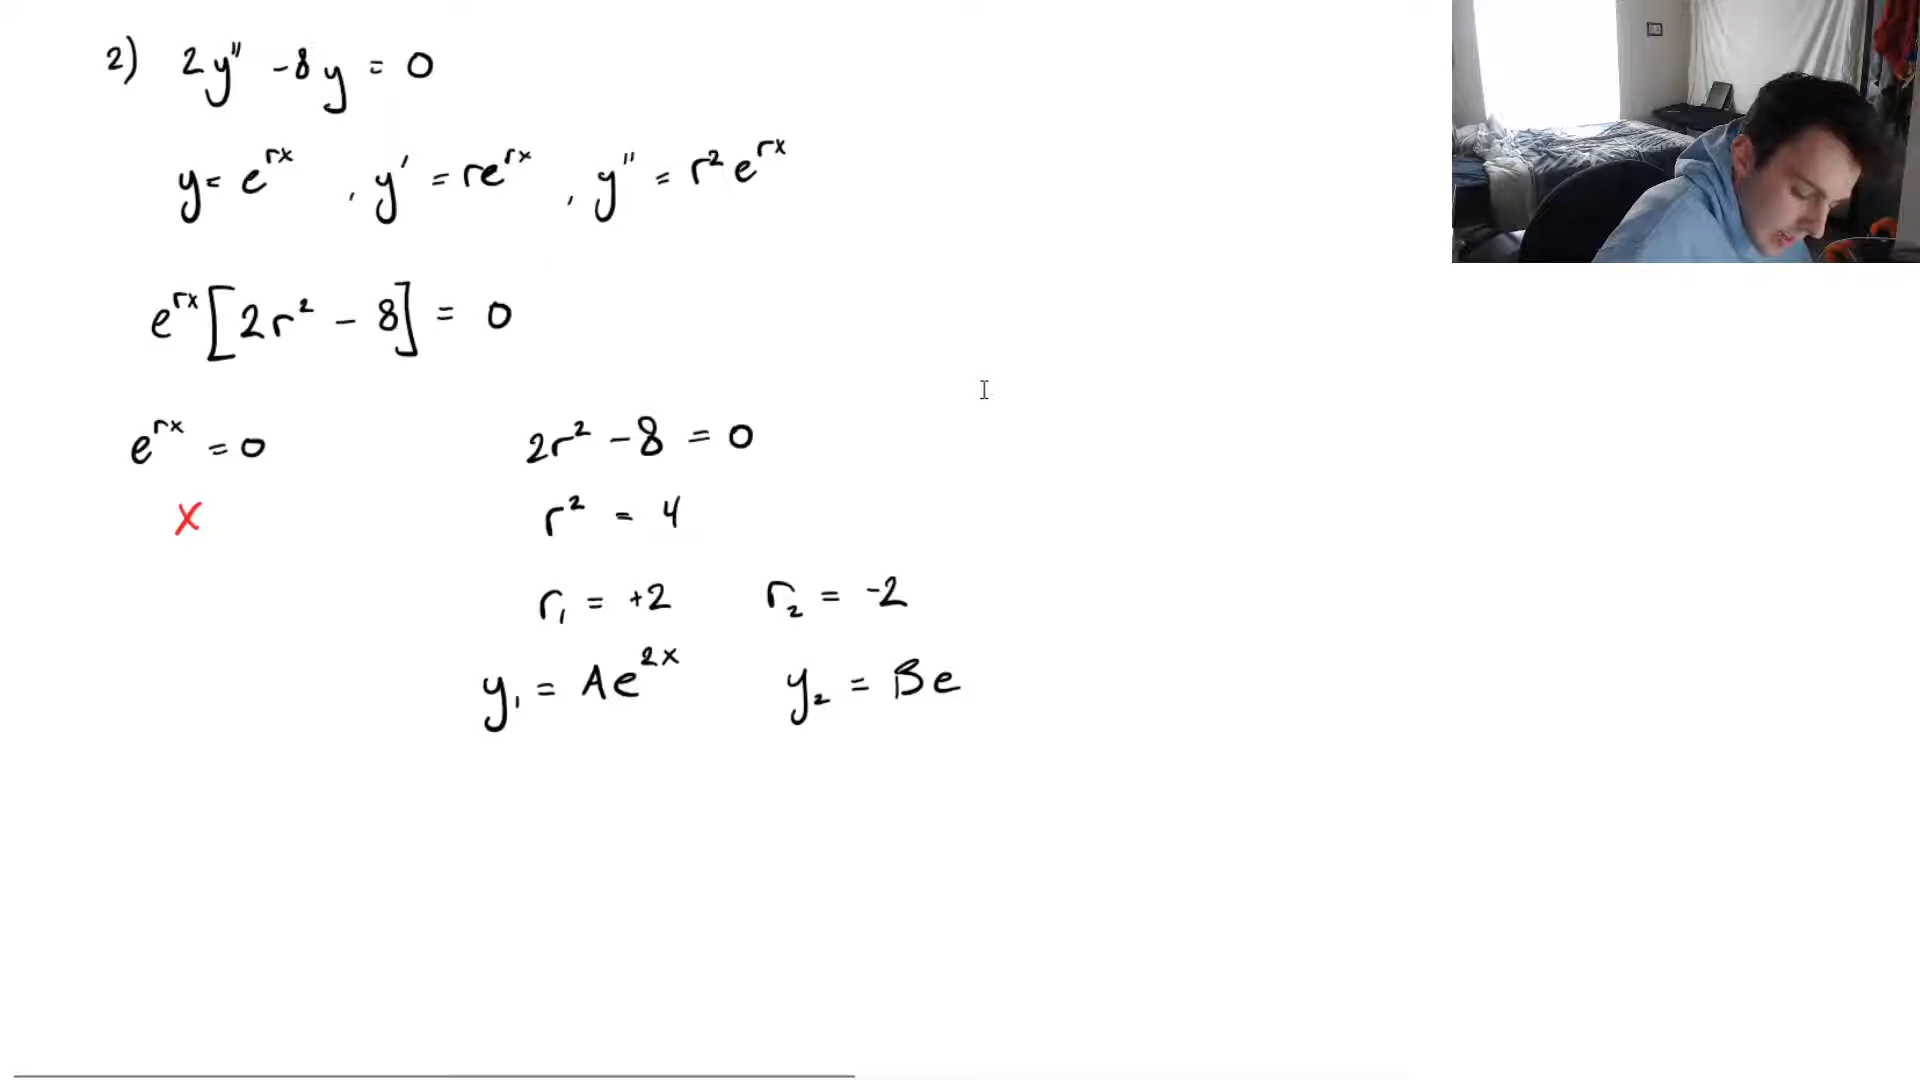 2) 2y'' - 8y = 0
y = e^{rx} , y' = re^{rx} , y'' = r^2 e^{rx}
e^{rx} [2r^2 - 8] = 0
e^{rx} = 0 2r^2 - 8 = 0
X r^2 = 4
r_1 = +2 r_2 = -2
y_1 = Ae^{2x} y_2 = Be